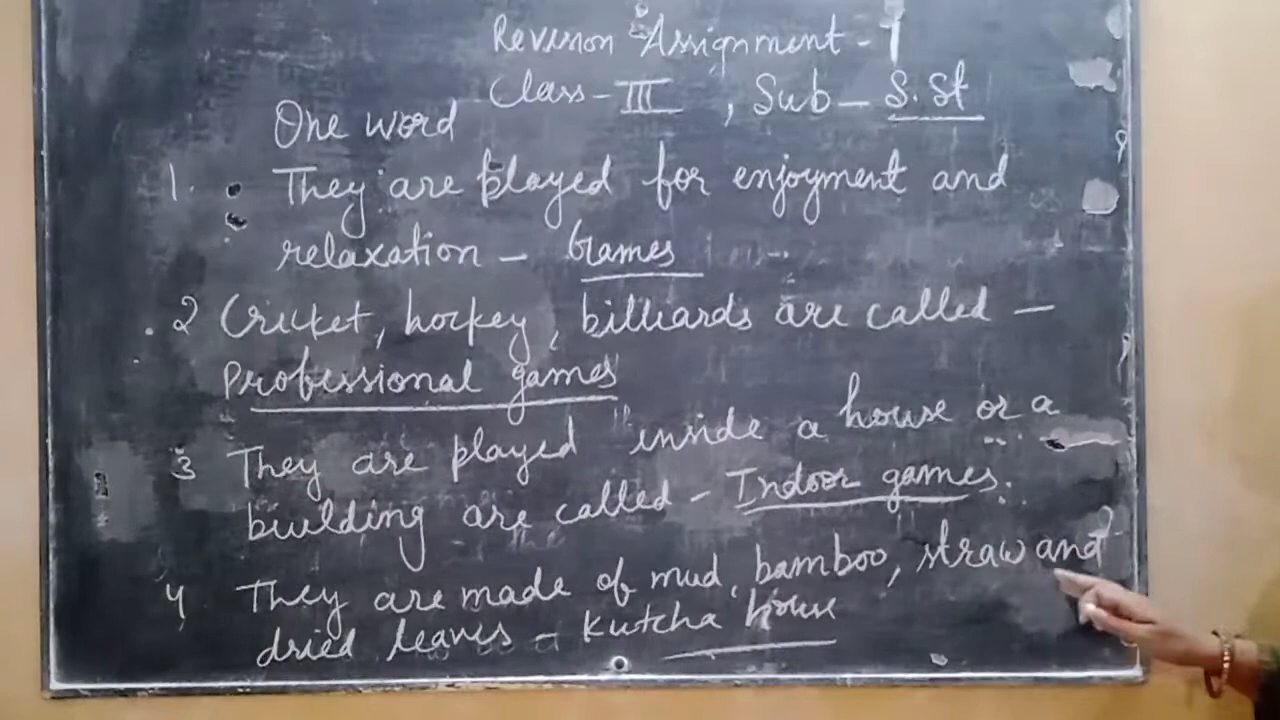 Revision Assignment - 1
Class - III , Sub - S.St
One word
1. They are played for enjoyment and
relaxation - Games
2 Cricket, hockey, billiards are called -
Professional games
3 They are played inside a house or a
building are called - Indoor games.
4 They are made of mud, bamboo, straw and
dried leaves - Kutcha house